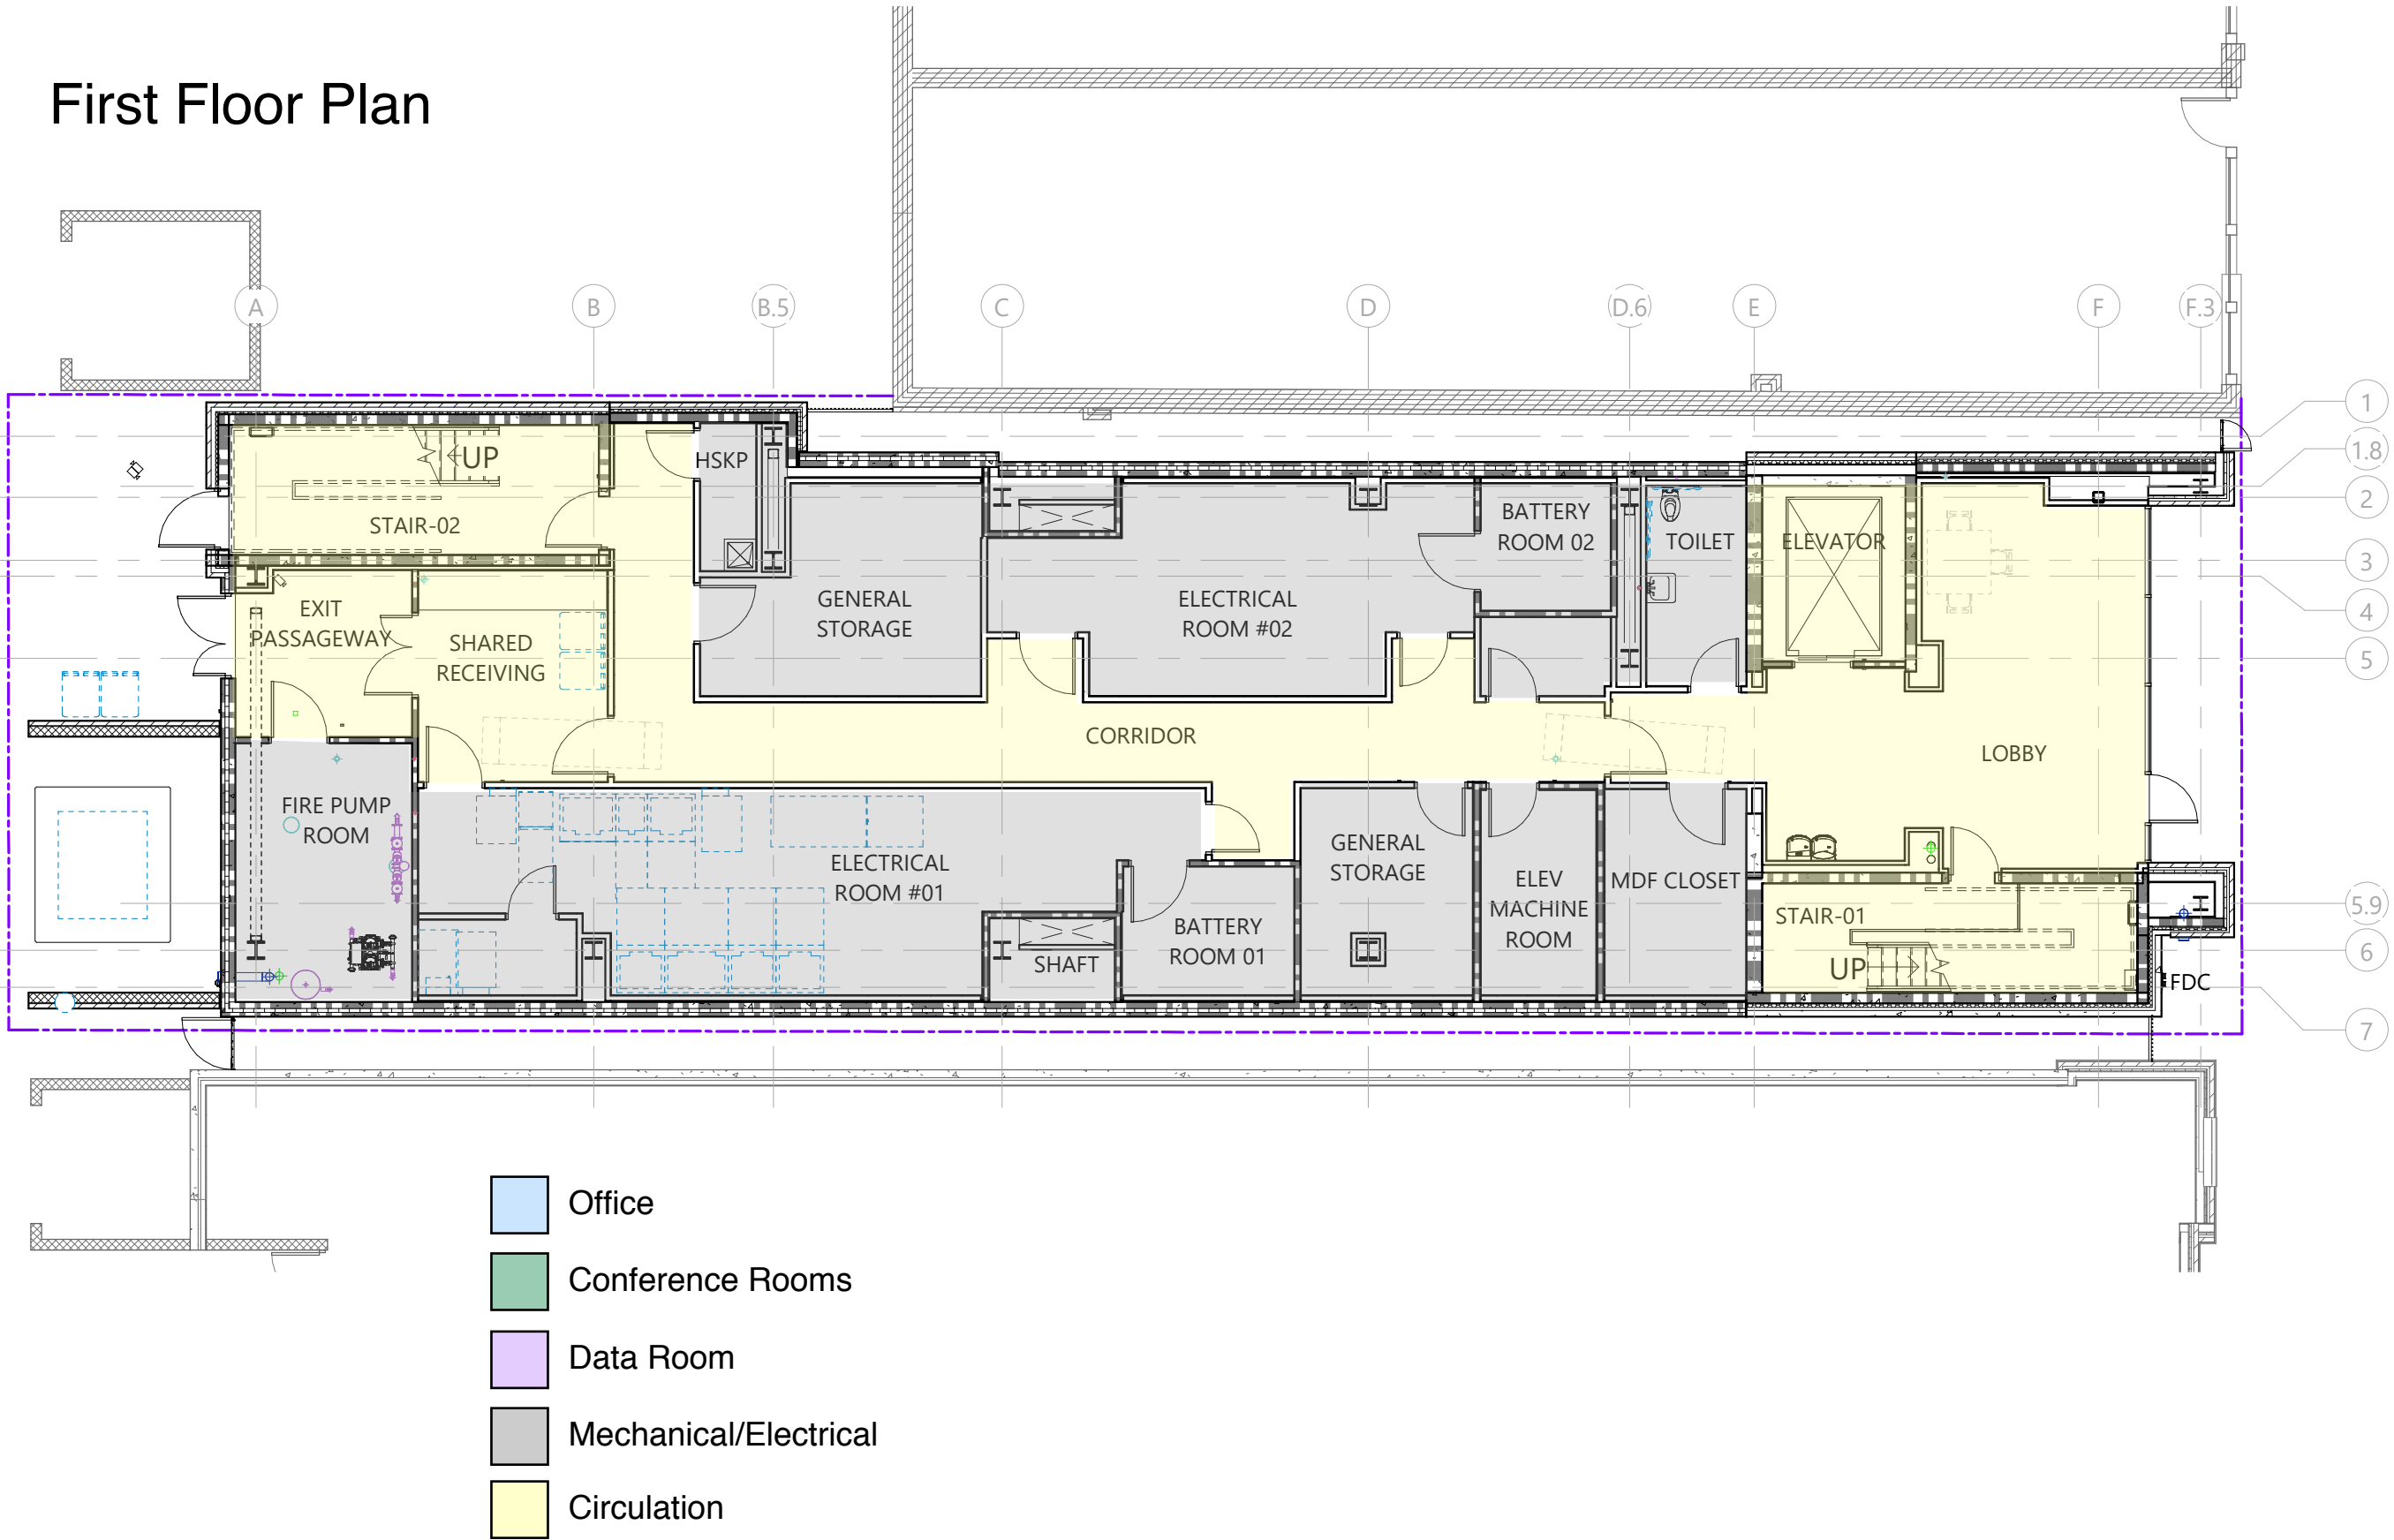 First Floor Plan
A
B
B.5
C
D
D.6
E
F
F.3
1
1.8
2
3
4
5
5.9
6
7
UP
STAIR-02
HSKP
EXIT
PASSAGEWAY
SHARED
RECEIVING
GENERAL
STORAGE
ELECTRICAL
ROOM #02
BATTERY
ROOM 02
TOILET
ELEVATOR
CORRIDOR
LOBBY
FIRE PUMP
ROOM
ELECTRICAL
ROOM #01
SHAFT
BATTERY
ROOM 01
GENERAL
STORAGE
ELEV
MACHINE
ROOM
MDF CLOSET
STAIR-01
UP
FDC
Office
Conference Rooms
Data Room
Mechanical/Electrical
Circulation